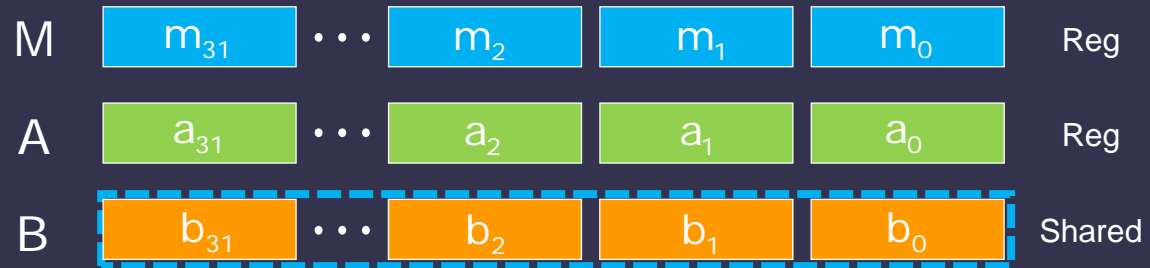 M m₃₁ ··· m₂ m₁ m₀ Reg
A a₃₁ ··· a₂ a₁ a₀ Reg
B b₃₁ ··· b₂ b₁ b₀ Shared